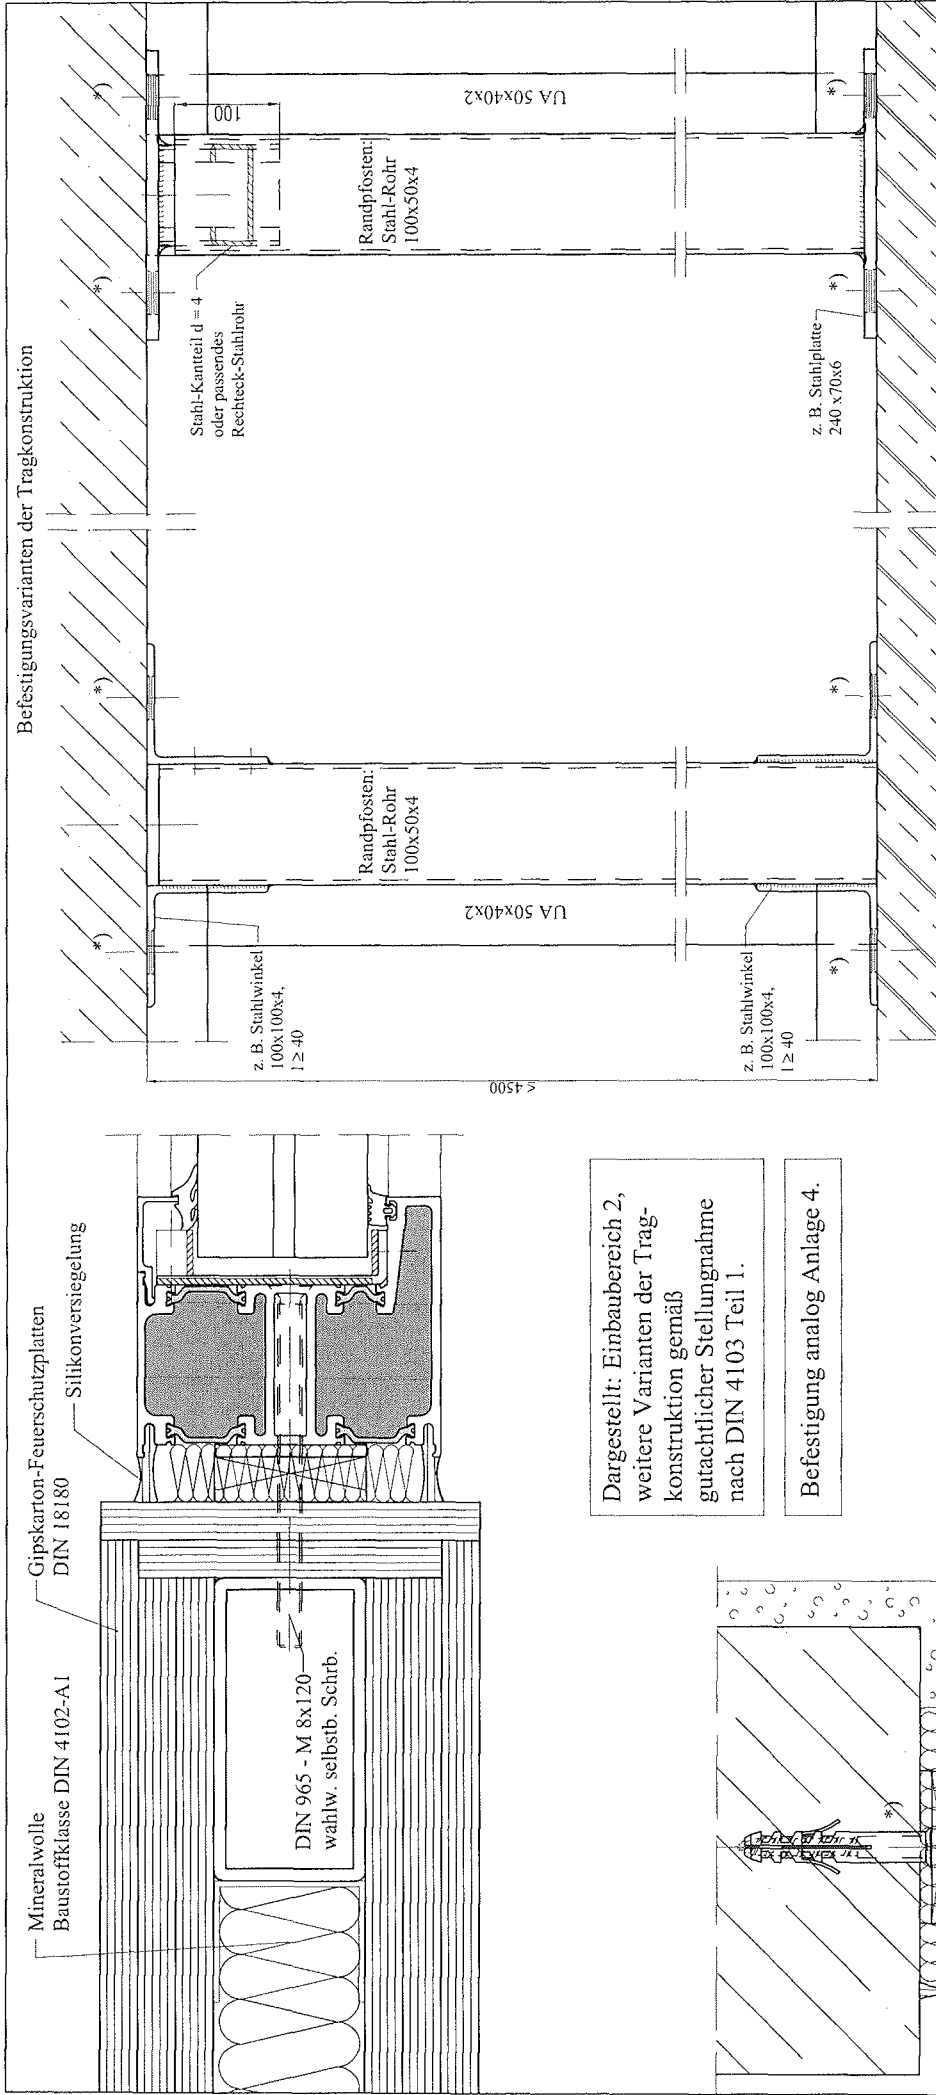 Befestigungsvarianten der Tragkonstruktion
Mineralwolle
Baustoffklasse DIN 4102-A1
Gipskarton-Feuerschutzplatten
DIN 18180
Silikonversiegelung
DIN 965 - M 8x120
wahlw. selbstb. Schrb.
*)
*)
*)
*)
z. B. Stahlwinkel
100x100x4,
l ≥ 40
UA 50x40x2
Randpfosten:
Stahl-Rohr
100x50x4
Stahl-Kantteil d = 4
oder passendes
Rechteck-Stahlrohr
100
Randpfosten:
Stahl-Rohr
100x50x4
UA 50x40x2
≤ 4500
z. B. Stahlwinkel
100x100x4,
l ≥ 40
z. B. Stahlplatte
240 x70x6
*)
*)
*)
*)
Dargestellt: Einbaubereich 2,
weitere Varianten der Trag-
konstruktion gemäß
gutachtlicher Stellungnahme
nach DIN 4103 Teil 1.
Befestigung analog Anlage 4.
*)